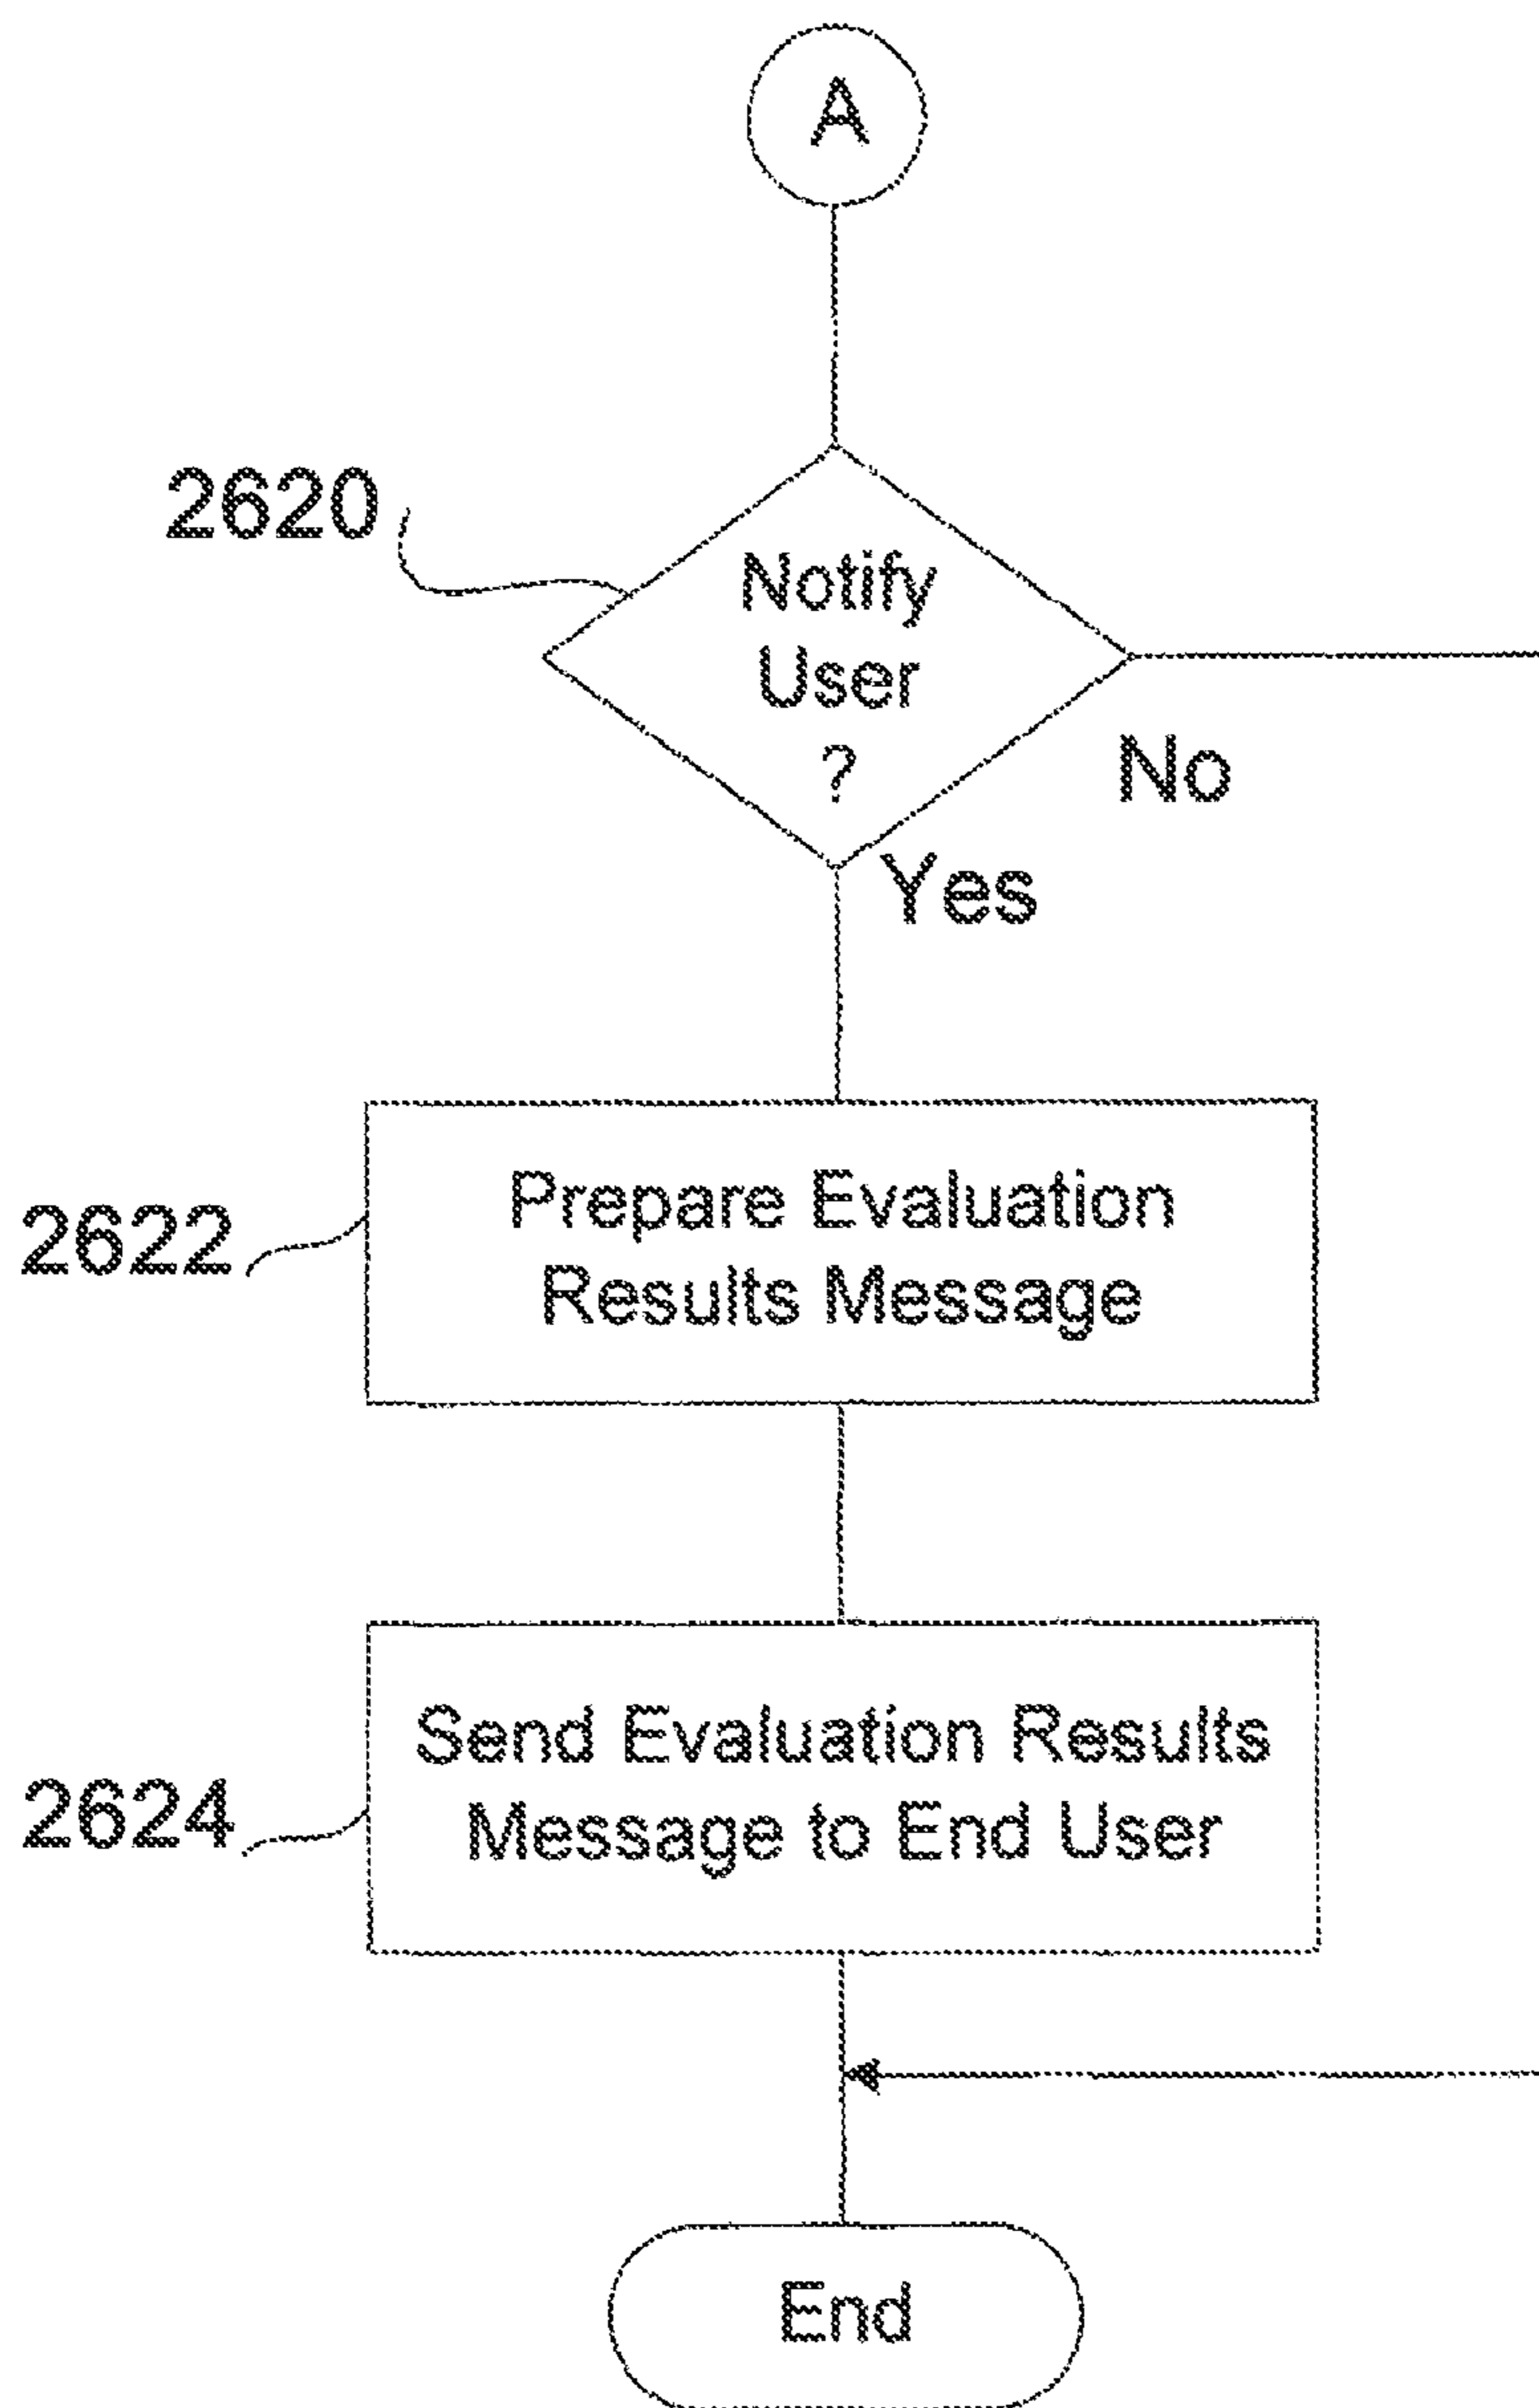 A
2620
Notify
User
?
No
Yes
2622
Prepare Evaluation
Results Message
2624
Send Evaluation Results
Message to End User
End